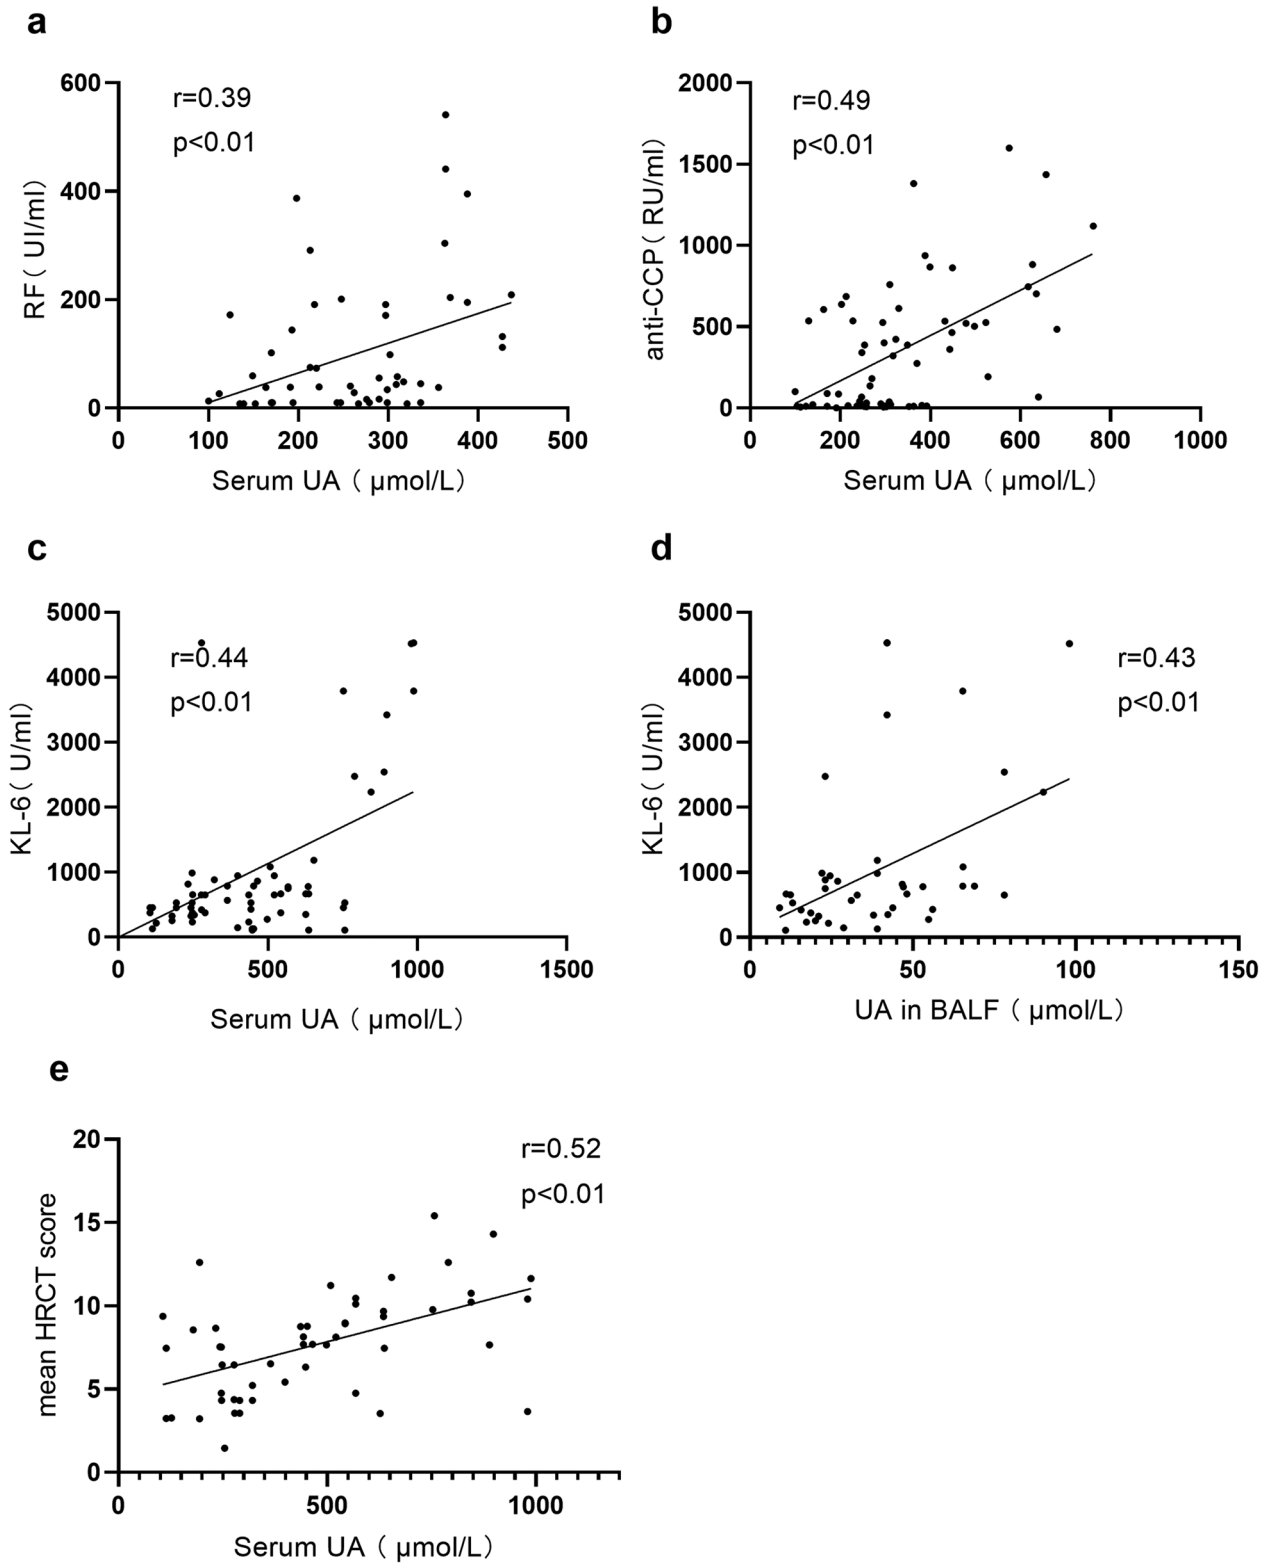 a
600
400
200
0
RF( UI/ml)
r=0.39
p<0.01
0 100 200 300 400 500
Serum UA ( μmol/L)
b
2000
1500
1000
500
0
anti-CCP( RU/ml)
r=0.49
p<0.01
0 200 400 600 800 1000
Serum UA ( μmol/L)
c
5000
4000
3000
2000
1000
0
KL-6( U/ml)
r=0.44
p<0.01
0 500 1000 1500
Serum UA ( μmol/L)
d
5000
4000
3000
2000
1000
0
KL-6( U/ml)
r=0.43
p<0.01
0 50 100 150
UA in BALF ( μmol/L)
e
20
15
10
5
0
mean HRCT score
r=0.52
p<0.01
0 500 1000
Serum UA ( μmol/L)